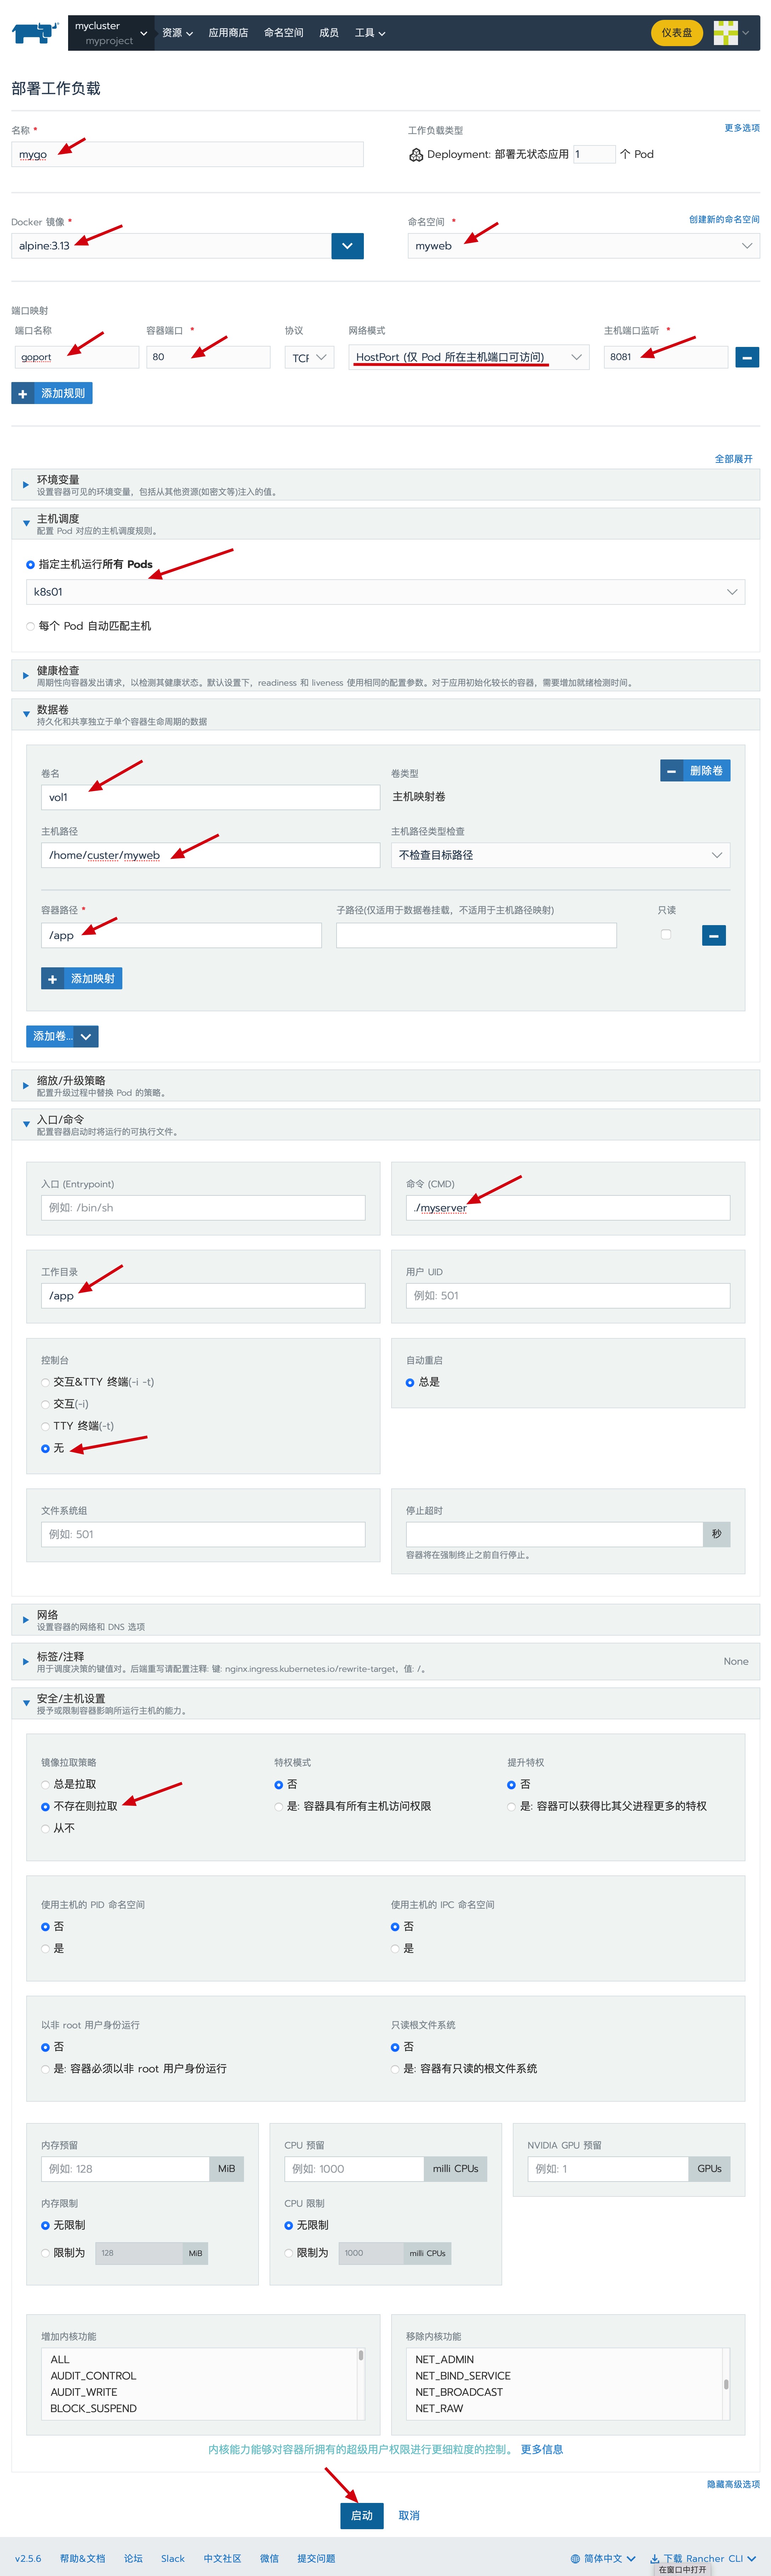 mycluster
myproject
资源 应用商店 命名空间 成员 工具 仪表盘
部署工作负载
名称 * 工作负载类型 更多选项
mygo Deployment: 部署无状态应用 1 个 Pod
Docker 镜像 * 命名空间 * 创建新的命名空间
alpine:3.13 myweb
端口映射
端口名称 容器端口 * 协议 网络模式 主机端口监听 *
goport 80 TCP HostPort (仅 Pod 所在主机端口可访问) 8081
+ 添加规则
全部展开
环境变量
设置容器可见的环境变量，包括从其他资源(如密文等)注入的值。
主机调度
配置 Pod 对应的主机调度规则。
指定主机运行所有 Pods
k8s01
每个 Pod 自动匹配主机
健康检查
周期性向容器发出请求，以检测其健康状态。默认设置下，readiness 和 liveness 使用相同的配置参数。对于应用初始化较长的容器，需要增加就绪检测时间。
数据卷
持久化和共享独立于单个容器生命周期的数据
卷名 卷类型 删除卷
vol1 主机映射卷
主机路径 主机路径类型检查
/home/custer/myweb 不检查目标路径
容器路径 * 子路径(仅适用于数据卷挂载，不适用于主机路径映射) 只读
/app
+ 添加映射
添加卷...
缩放/升级策略
配置升级过程中替换 Pod 的策略。
入口/命令
配置容器启动时将运行的可执行文件。
入口 (Entrypoint) 命令 (CMD)
例如: /bin/sh ./myserver
工作目录 用户 UID
/app 例如: 501
控制台 自动重启
交互&TTY 终端(-i -t) 总是
交互(-i)
TTY 终端(-t)
无
文件系统组 停止超时
例如: 501 秒
容器将在强制终止之前自行停止。
网络
设置容器的网络和 DNS 选项
标签/注释
用于调度决策的键值对。后端重写请配置注释: 键: nginx.ingress.kubernetes.io/rewrite-target，值: /。 None
安全/主机设置
授予或限制容器影响所运行主机的能力。
镜像拉取策略 特权模式 提升特权
总是拉取 否 否
不存在则拉取 是: 容器具有所有主机访问权限 是: 容器可以获得比其父进程更多的特权
从不
使用主机的 PID 命名空间 使用主机的 IPC 命名空间
否 否
是 是
以非 root 用户身份运行 只读根文件系统
否 否
是: 容器必须以非 root 用户身份运行 是: 容器有只读的根文件系统
内存预留 CPU 预留 NVIDIA GPU 预留
例如: 128 MiB 例如: 1000 milli CPUs 例如: 1 GPUs
内存限制 CPU 限制
无限制 无限制
限制为 128 MiB 限制为 1000 milli CPUs
增加内核功能 移除内核功能
ALL NET_ADMIN
AUDIT_CONTROL NET_BIND_SERVICE
AUDIT_WRITE NET_BROADCAST
BLOCK_SUSPEND NET_RAW
内核能力能够对容器所拥有的超级用户权限进行更细粒度的控制。 更多信息
隐藏高级选项
启动 取消
v2.5.6 帮助&文档 论坛 Slack 中文社区 微信 提交问题 简体中文 下载 Rancher CLI
在窗口中打开